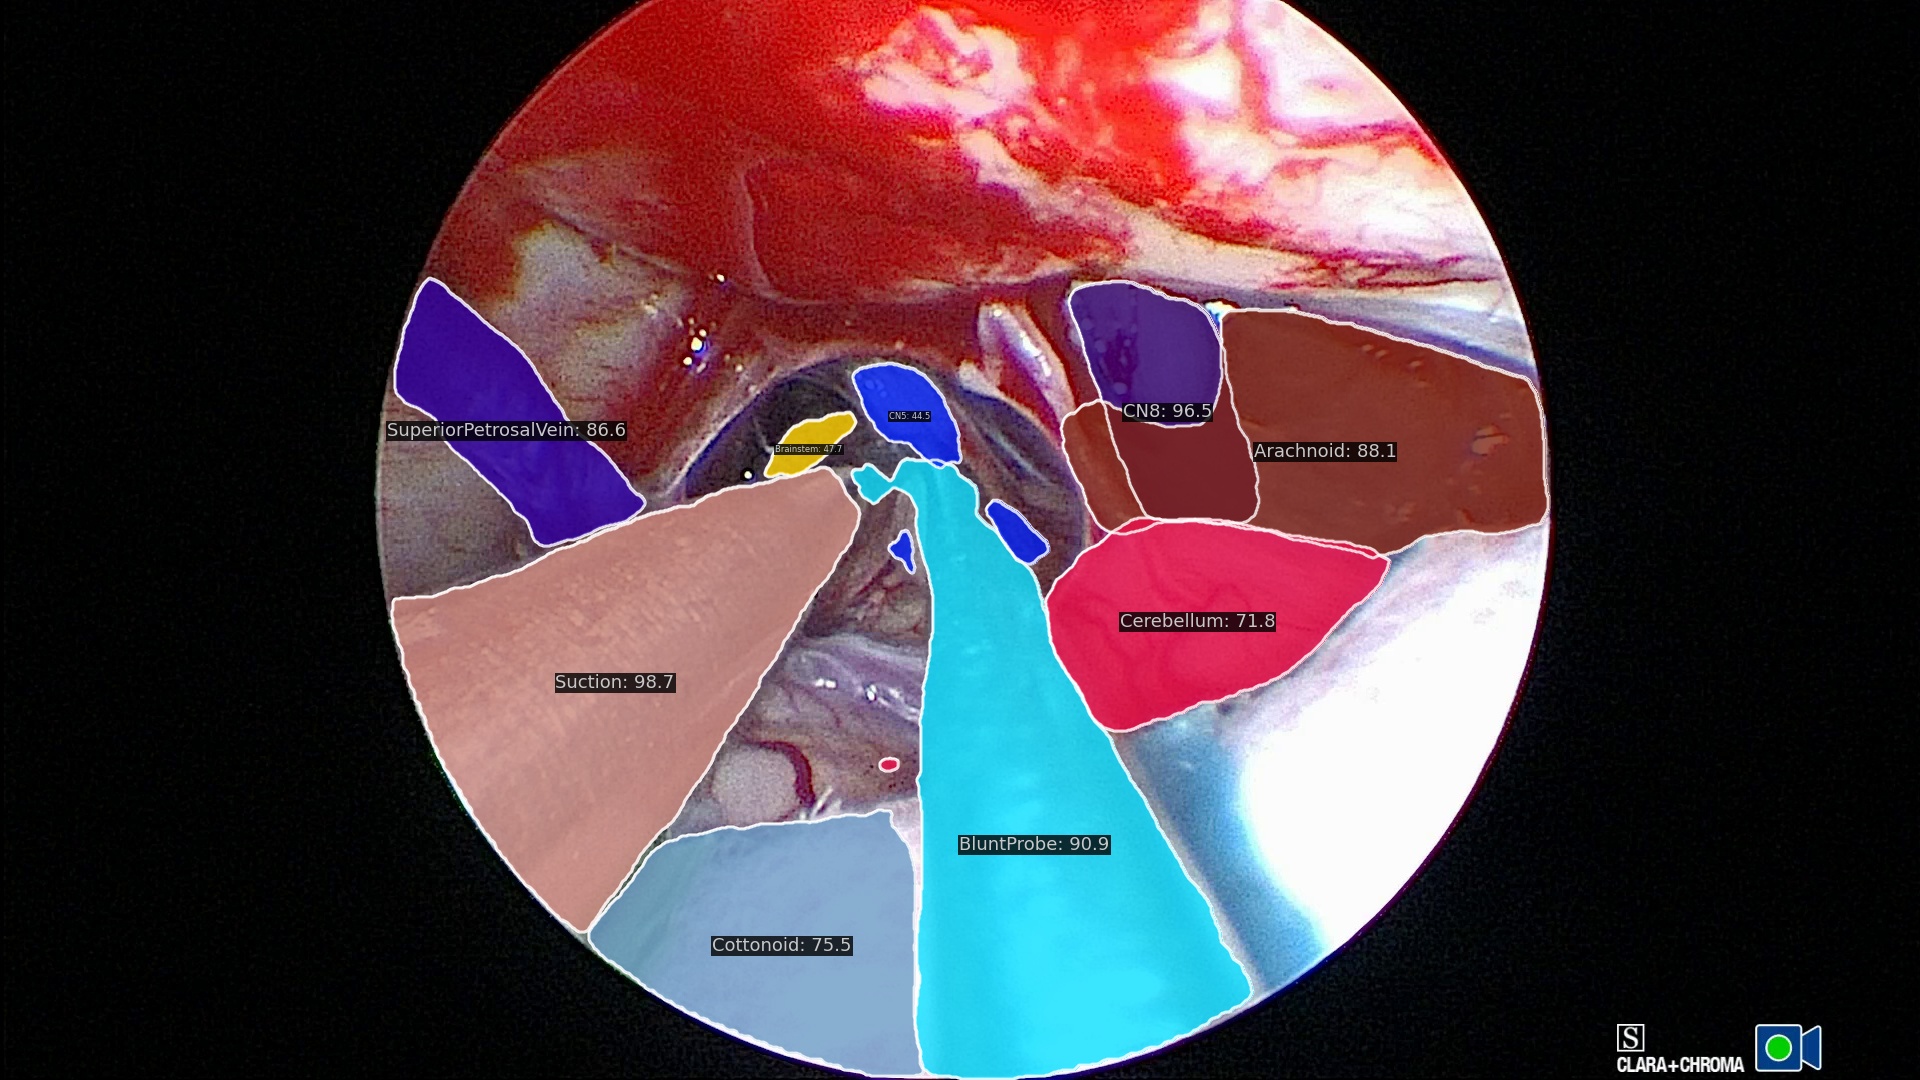 CN5: 44.5
CN8: 96.5
SuperiorPetrosalVein: 86.6
Brainstem: 47.7
Arachnoid: 88.1
Cerebellum: 71.8
Suction: 98.7
BluntProbe: 90.9
Cottonoid: 75.5
S
CLARA+CHROMA